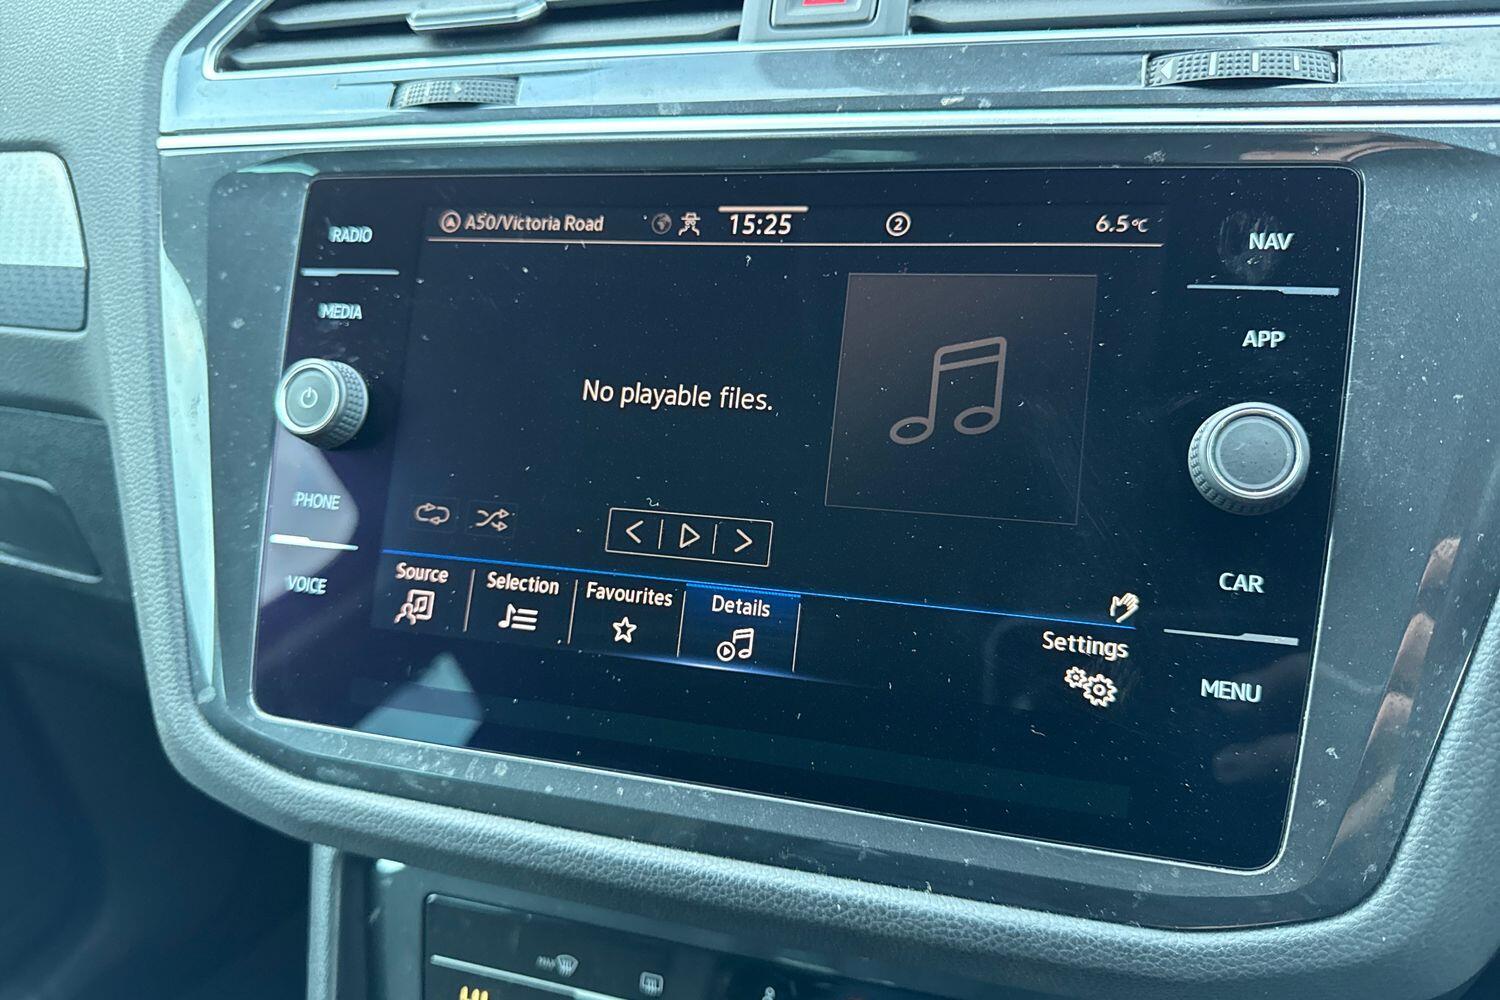 A50/Victoria Road 15:25 2 6.5°C
RADIO
MEDIA
PHONE
VOICE
No playable files.
Source Selection Favourites Details
Settings
NAV
APP
CAR
MENU